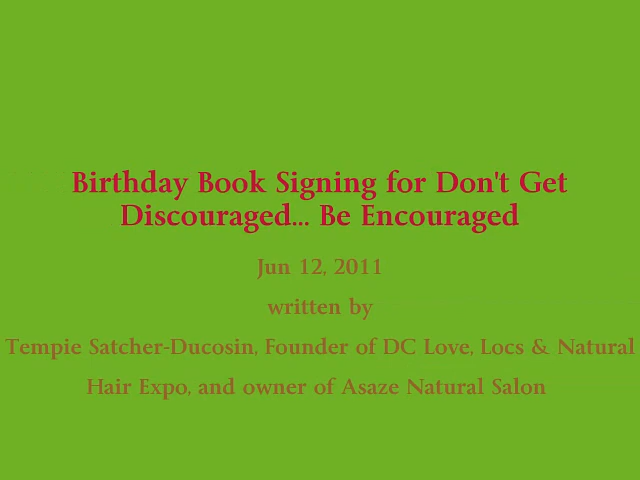 Birthday Book Signing for Don't Get
Discouraged... Be Encouraged
Jun 12, 2011
written by
Tempie Satcher-Ducosin, Founder of DC Love, Locs & Natural
Hair Expo, and owner of Asaze Natural Salon